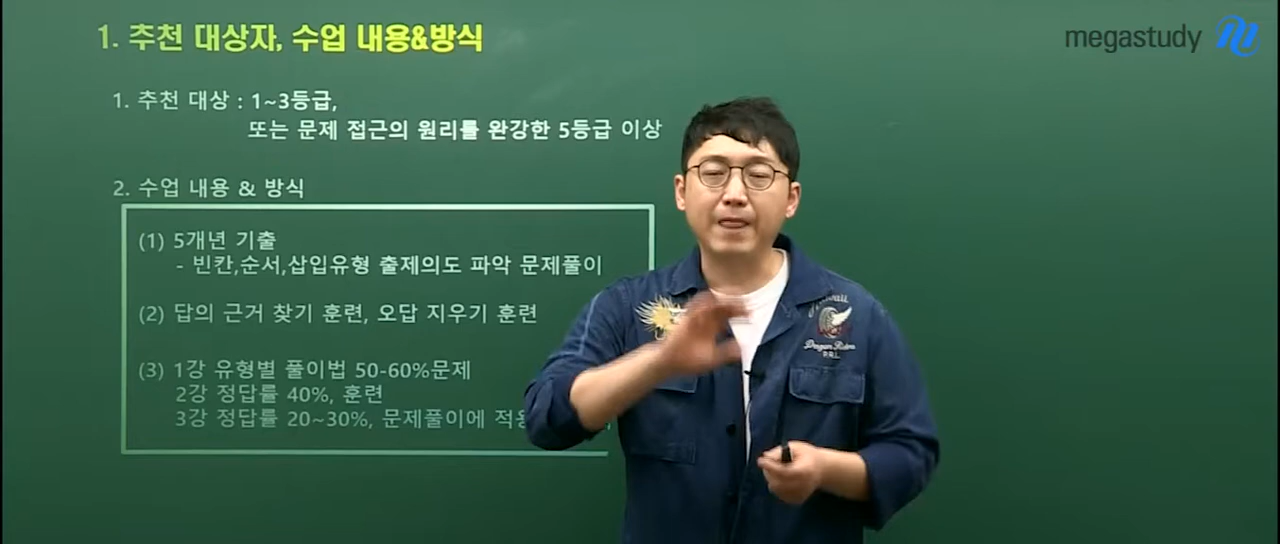 1. 추천 대상자, 수업 내용&방식
megastudy
1. 추천 대상 : 1~3등급,
또는 문제 접근의 원리를 완강한 5등급 이상
2. 수업 내용 & 방식
(1) 5개년 기출
- 빈칸,순서,삽입유형 출제의도 파악 문제풀이
(2) 답의 근거 찾기 훈련, 오답 지우기 훈련
(3) 1강 유형별 풀이법 50-60%문제
2강 정답률 40%, 훈련
3강 정답률 20~30%, 문제풀이에
Dragon
P.R.L.